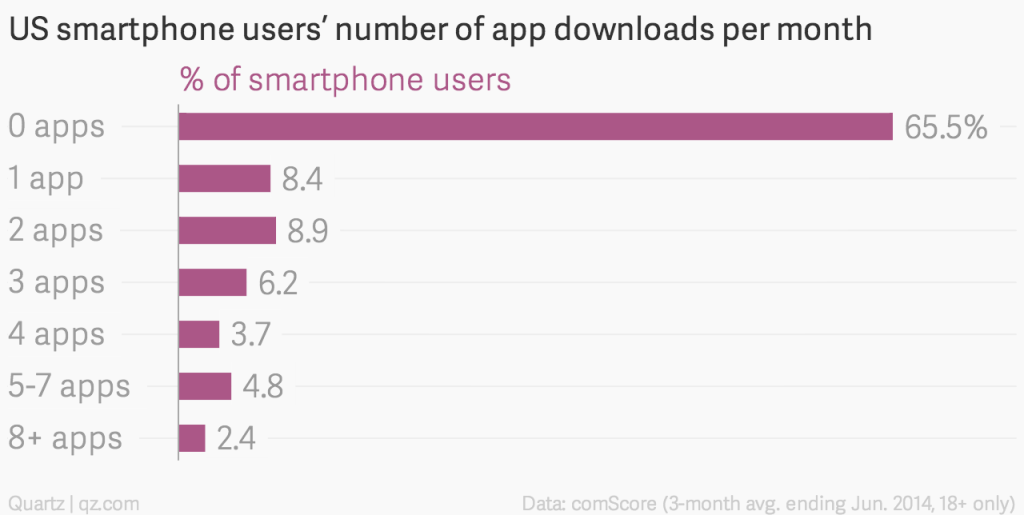 US smartphone users’ number of app downloads per month
% of smartphone users
0 apps 65.5%
1 app 8.4
2 apps 8.9
3 apps 6.2
4 apps 3.7
5-7 apps 4.8
8+ apps 2.4
Quartz | qz.com Data: comScore (3-month avg. ending Jun. 2014, 18+ only)